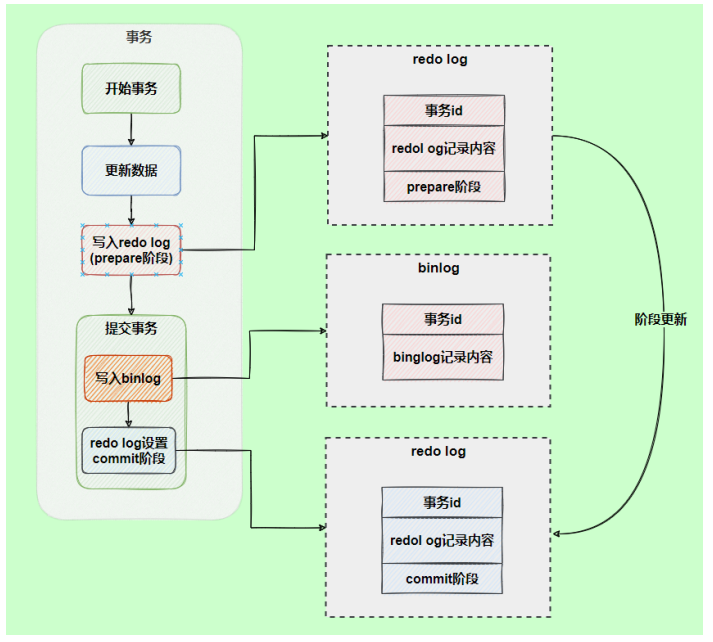 事务
开始事务
更新数据
写入redo log
(prepare阶段)
提交事务
写入binlog
redo log设置
commit阶段
redo log
事务id
redol og记录内容
prepare阶段
binlog
事务id
binglog记录内容
redo log
事务id
redol og记录内容
commit阶段
阶段更新